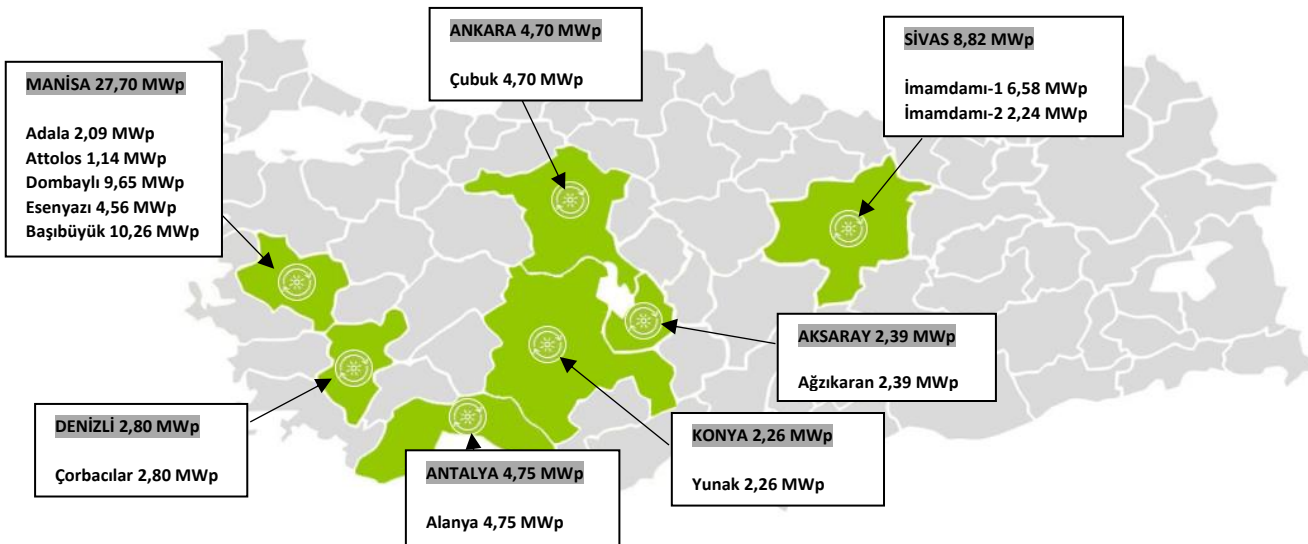 MANİSA 27,70 MWp
Adala 2,09 MWp
Attolos 1,14 MWp
Dombaylı 9,65 MWp
Esenyazı 4,56 MWp
Başıbüyük 10,26 MWp
ANKARA 4,70 MWp
Çubuk 4,70 MWp
SİVAS 8,82 MWp
İmamdamı-1 6,58 MWp
İmamdamı-2 2,24 MWp
AKSARAY 2,39 MWp
Ağzıkaran 2,39 MWp
DENİZLİ 2,80 MWp
Çorbacılar 2,80 MWp
ANTALYA 4,75 MWp
Alanya 4,75 MWp
KONYA 2,26 MWp
Yunak 2,26 MWp